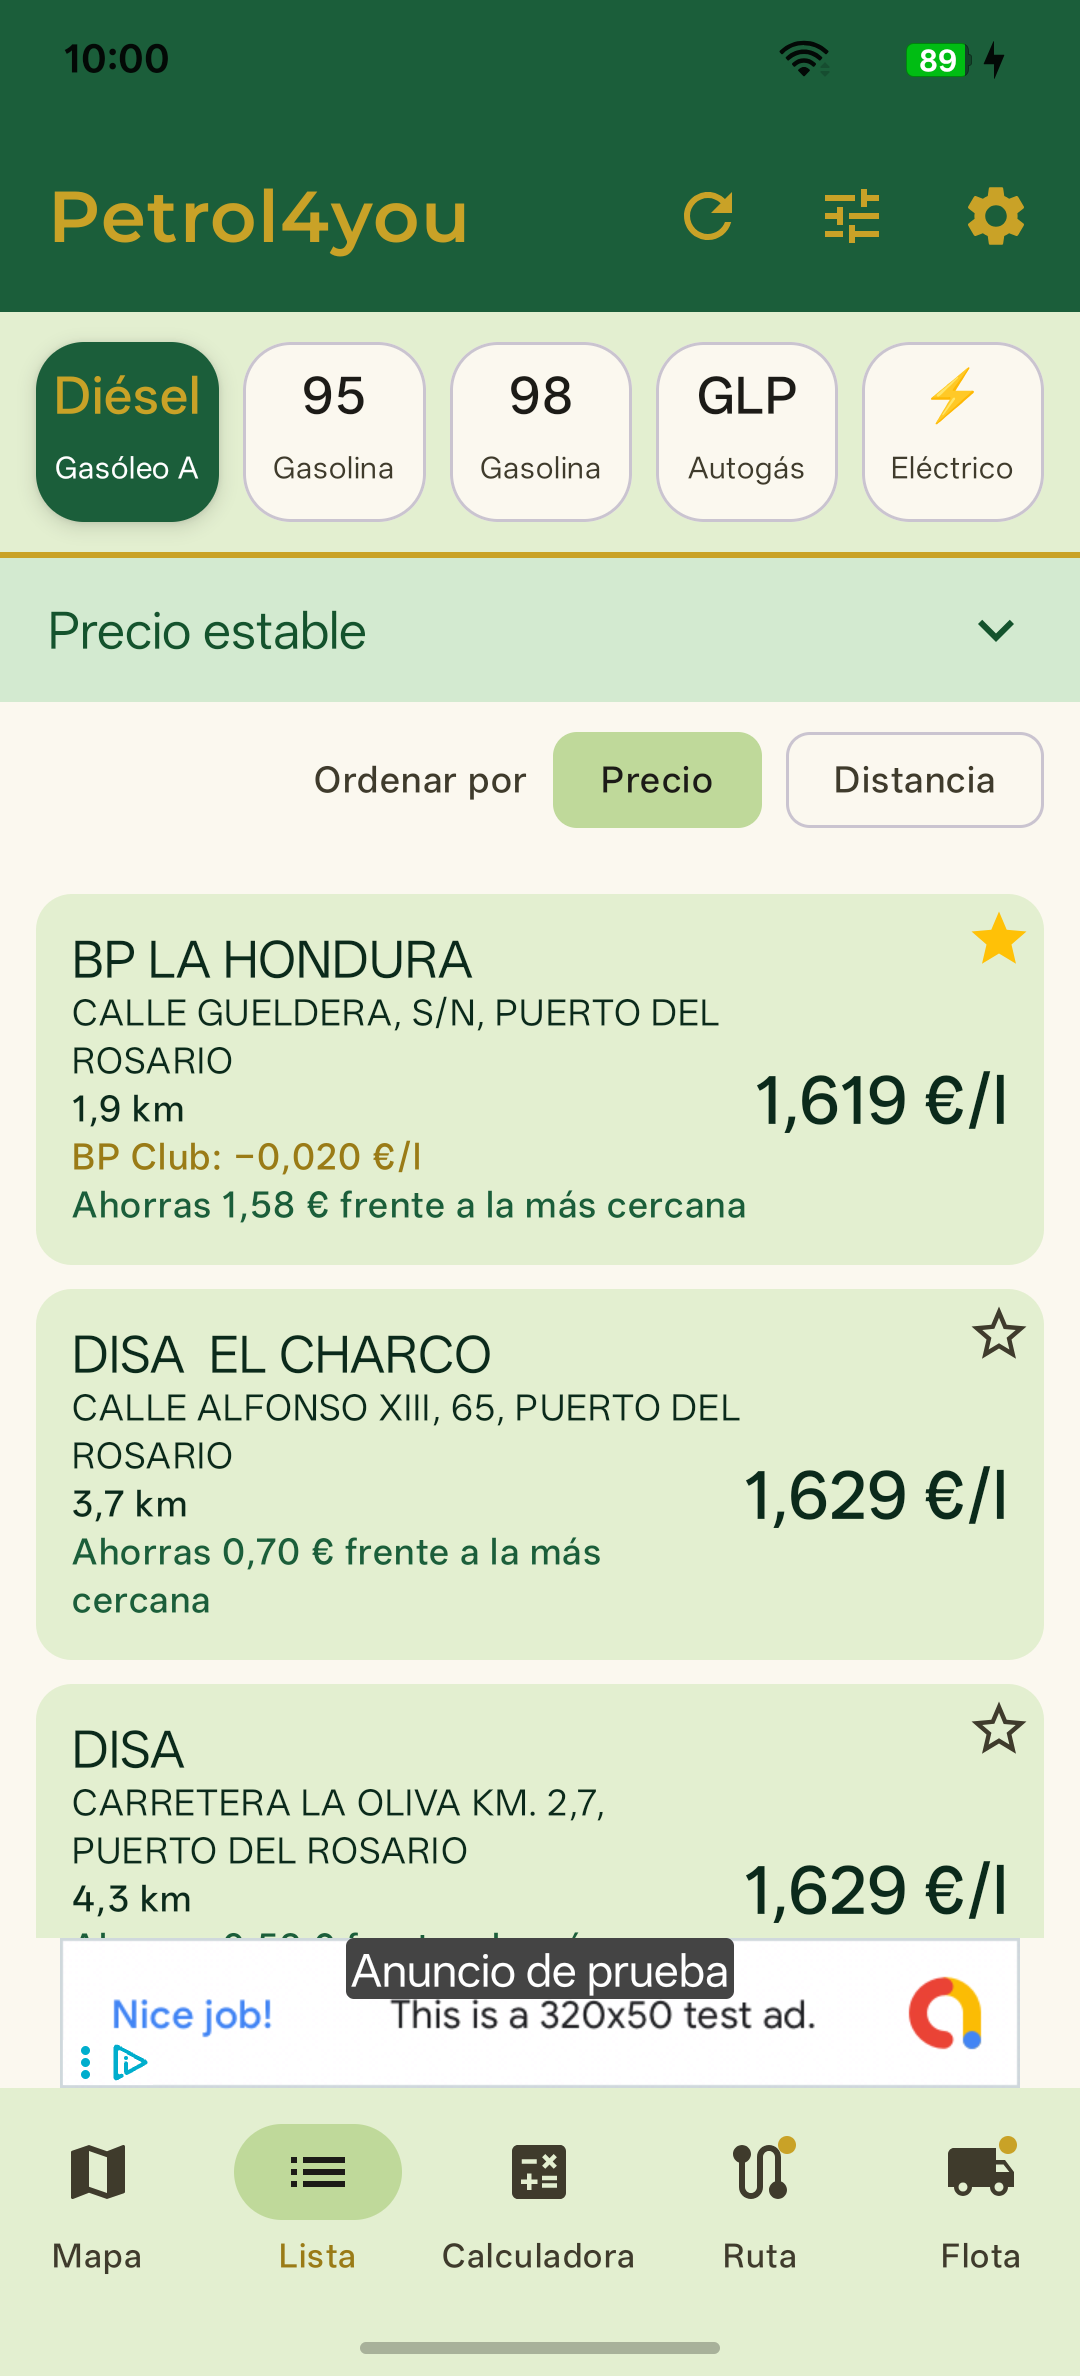 10:00
89
Petrol4you
Diésel
Gasóleo A
95
Gasolina
98
Gasolina
GLP
Autogás
Eléctrico
Precio estable
Ordenar por
Precio
Distancia
BP LA HONDURA
CALLE GUELDERA, S/N, PUERTO DEL
ROSARIO
1,9 km
BP Club: −0,020 €/l
Ahorras 1,58 € frente a la más cercana
1,619 €/l
DISA  EL CHARCO
CALLE ALFONSO XIII, 65, PUERTO DEL
ROSARIO
3,7 km
Ahorras 0,70 € frente a la más
cercana
1,629 €/l
DISA
CARRETERA LA OLIVA KM. 2,7,
PUERTO DEL ROSARIO
4,3 km
1,629 €/l
Anuncio de prueba
Nice job!
This is a 320x50 test ad.
Mapa
Lista
Calculadora
Ruta
Flota